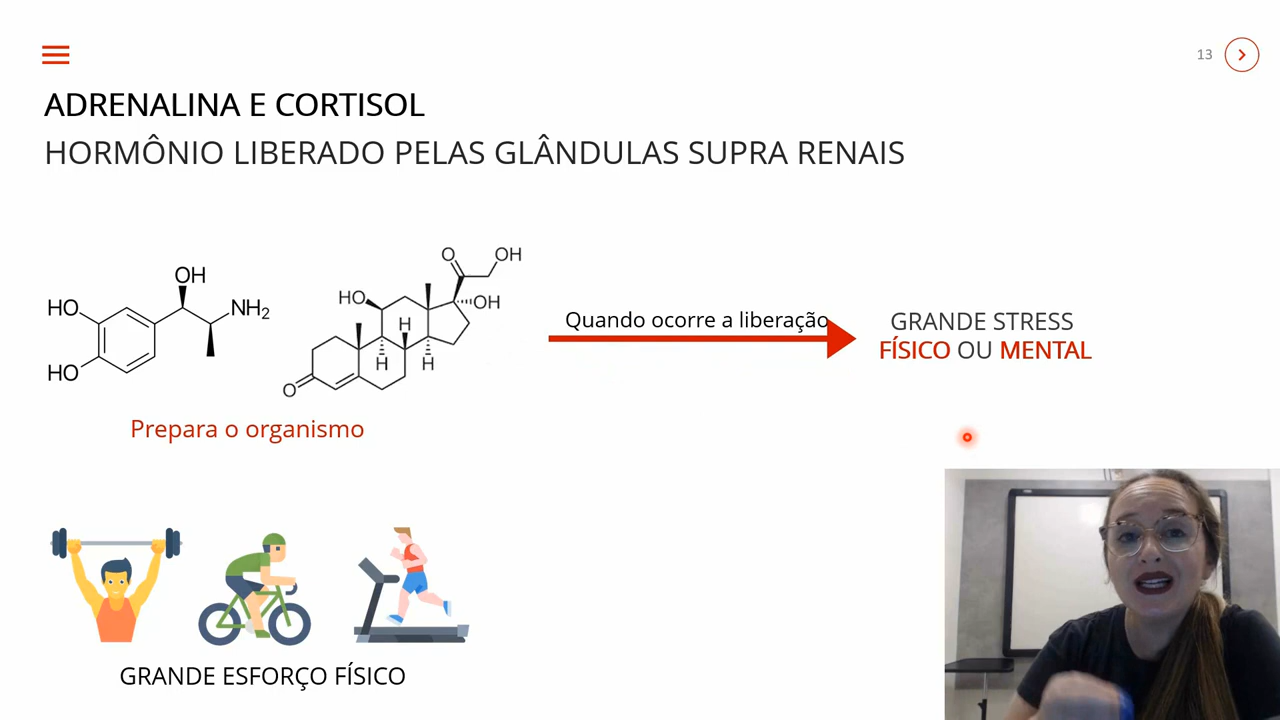 13
ADRENALINA E CORTISOL
HORMÔNIO LIBERADO PELAS GLÂNDULAS SUPRA RENAIS
OH
HO
NH2
HO
O
OH
HO
OH
H
H
H
O
Quando ocorre a liberação
GRANDE STRESS
FÍSICO OU MENTAL
Prepara o organismo
GRANDE ESFORÇO FÍSICO